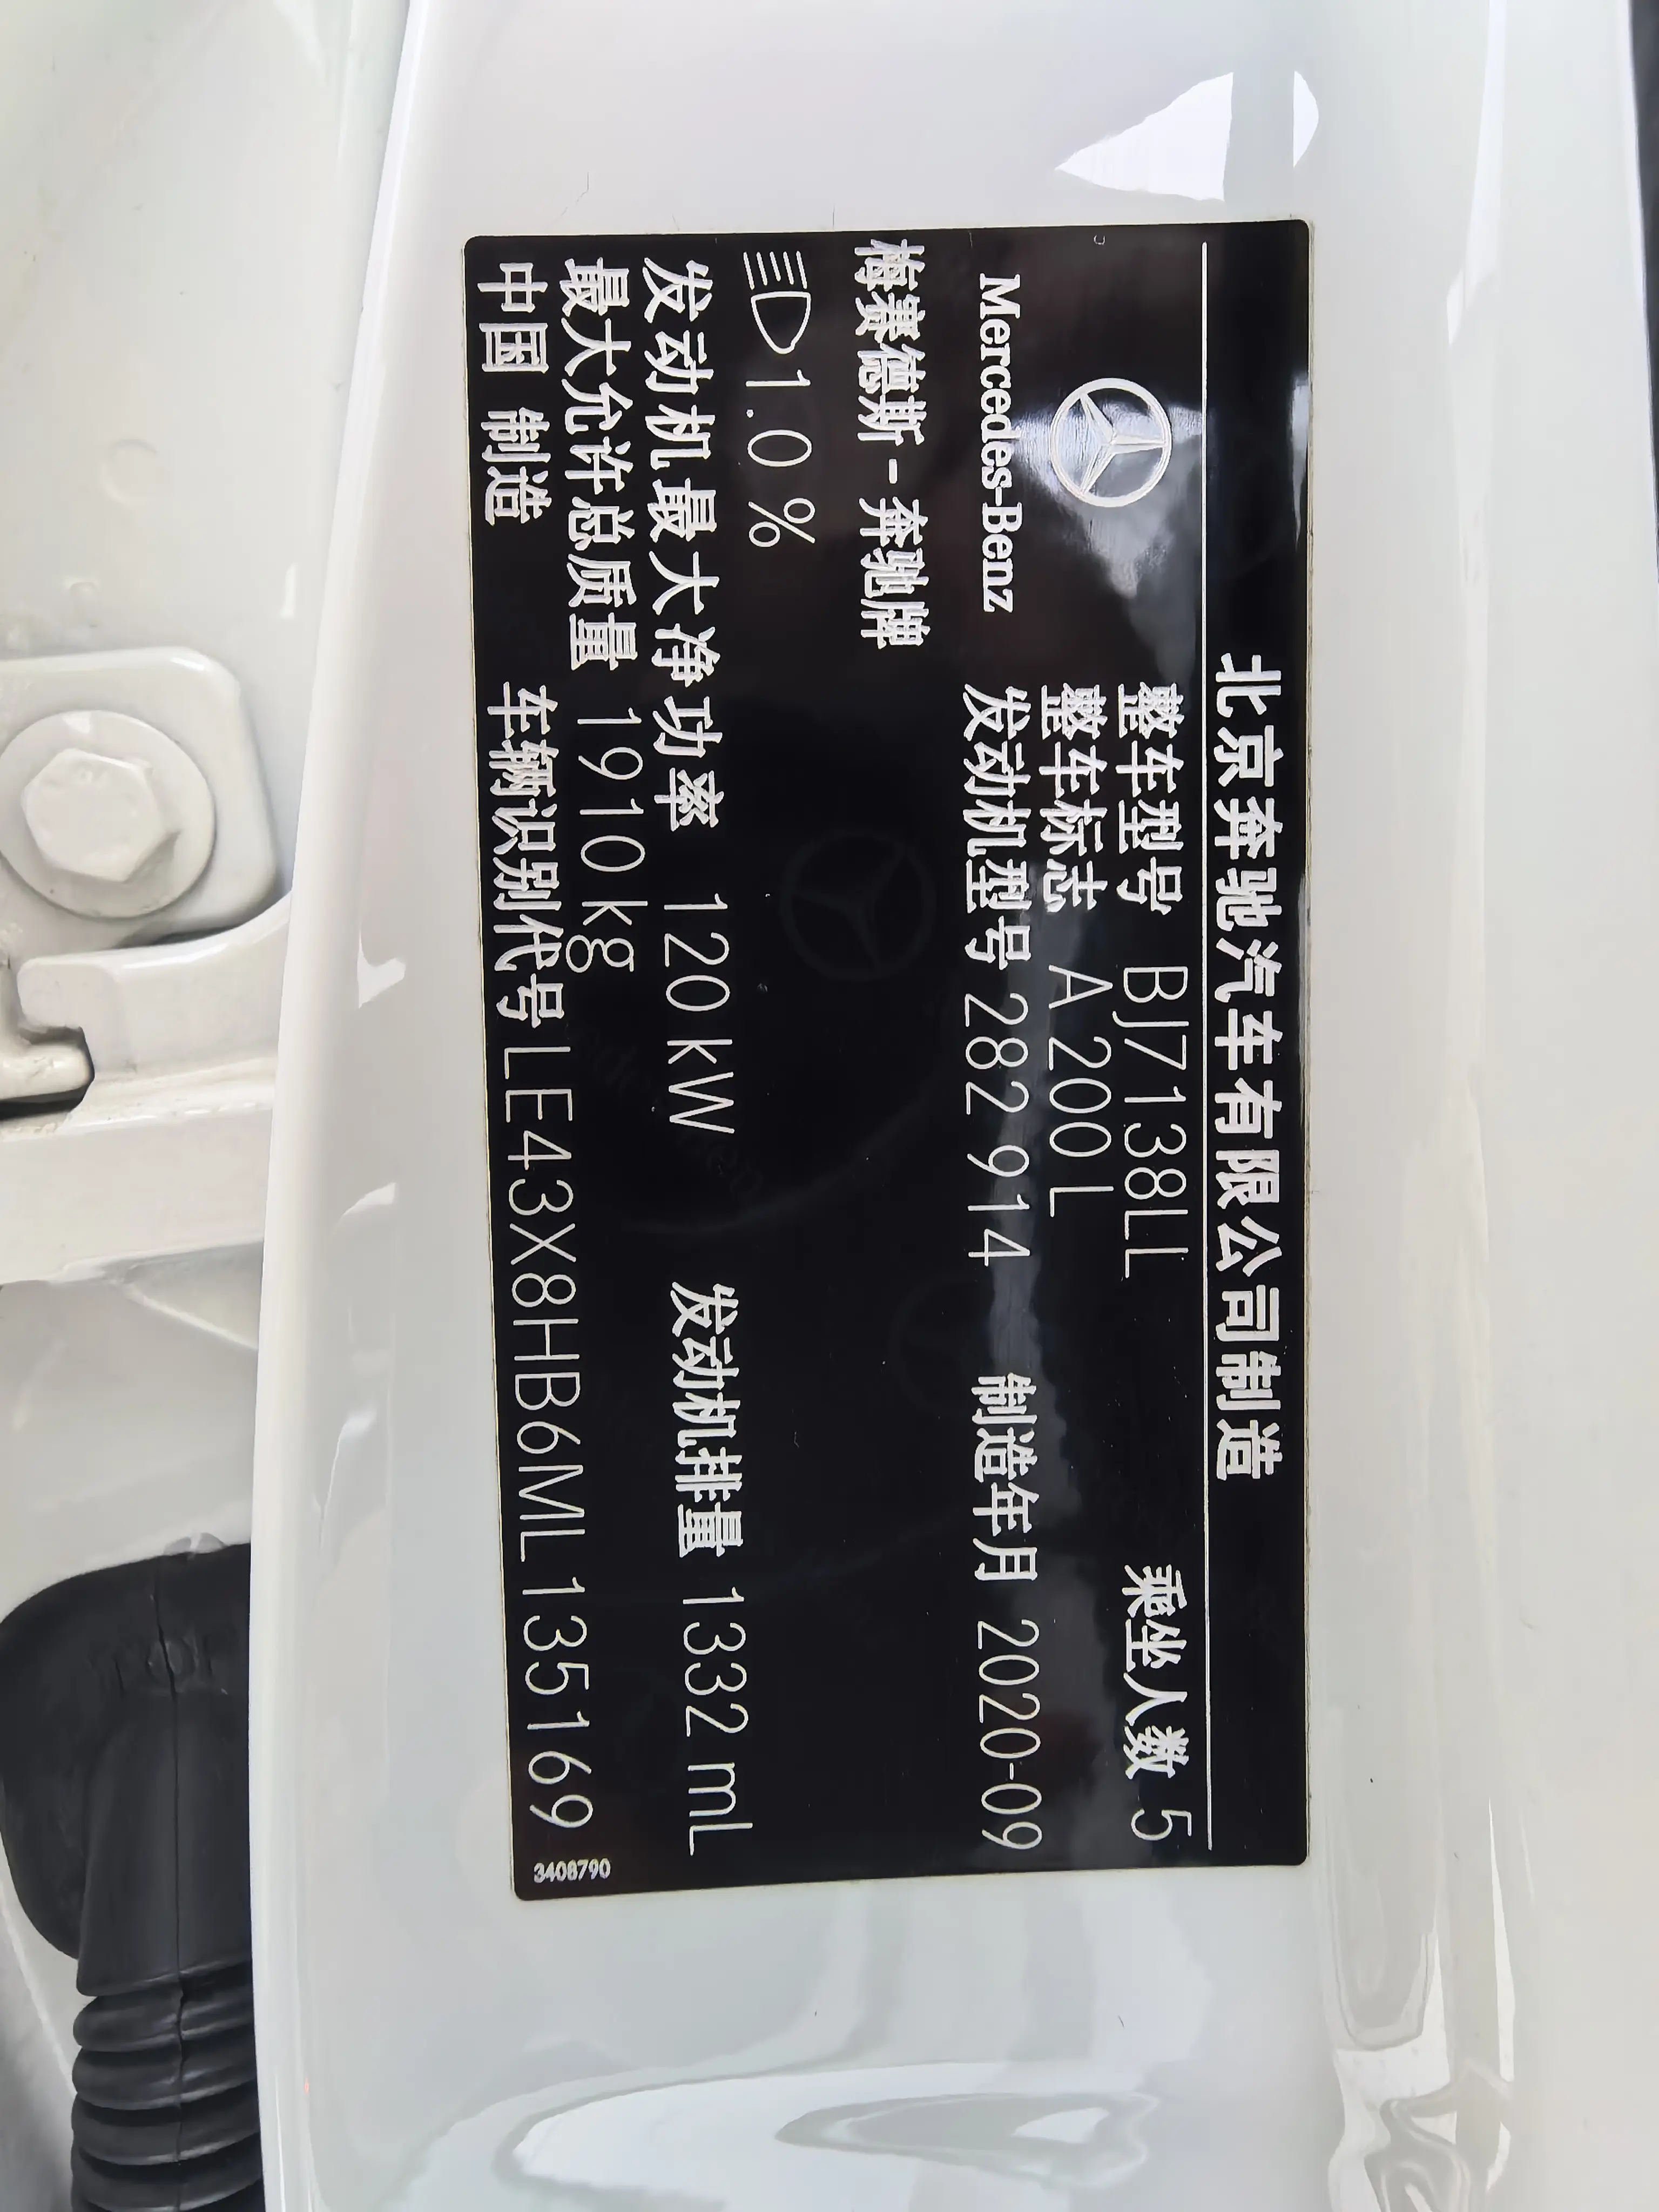 北京奔驰汽车有限公司制造
Mercedes-Benz
整车型号 BJ7138LL 乘坐人数 5
整车标志 A 200 L
发动机型号 282 914 制造年月 2020-09
梅赛德斯-奔驰牌
1.0 %
发动机最大净功率 120 kW 发动机排量 1332 mL
最大允许总质量 1910 kg
中国 制造 车辆识别代号 LE43X8HB6ML135169
3408790